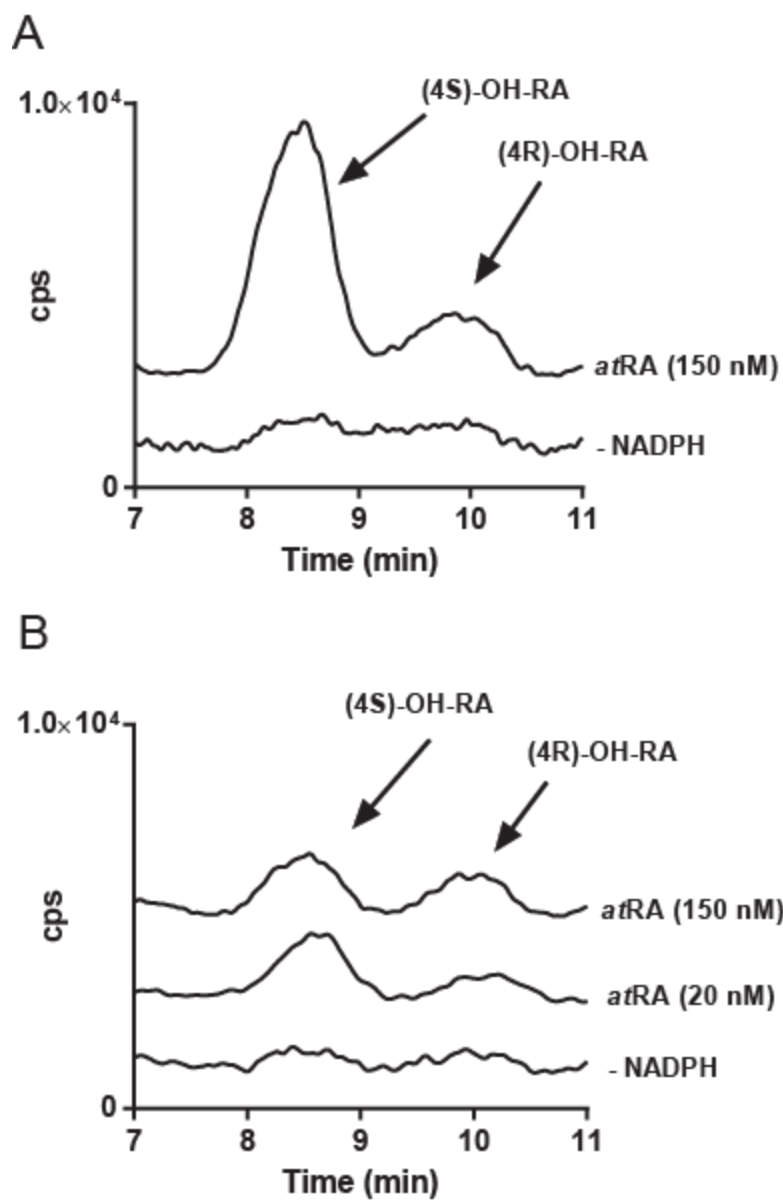 A
1.0×10⁴
(4S)-OH-RA
(4R)-OH-RA
cps
atRA (150 nM)
- NADPH
0
7 8 9 10 11
Time (min)
B
1.0×10⁴
(4S)-OH-RA
(4R)-OH-RA
cps
atRA (150 nM)
atRA (20 nM)
- NADPH
0
7 8 9 10 11
Time (min)